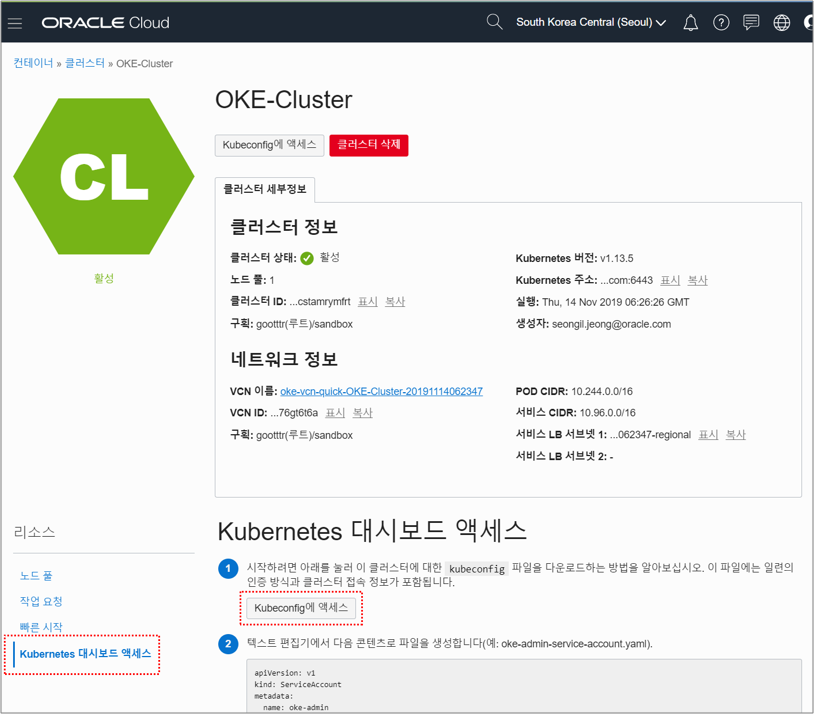 ORACLE Cloud
South Korea Central (Seoul)
컨테이너 » 클러스터 » OKE-Cluster
CL
활성
OKE-Cluster
Kubeconfig에 액세스
클러스터 삭제
클러스터 세부정보
클러스터 정보
클러스터 상태: 활성
Kubernetes 버전: v1.13.5
노드 풀: 1
Kubernetes 주소: ...com:6443 표시 복사
클러스터 ID: ...cstamrymfrt 표시 복사
실행: Thu, 14 Nov 2019 06:26:26 GMT
구획: goottr(루트)/sandbox
생성자: seongil.jeong@oracle.com
네트워크 정보
VCN 이름: oke-vcn-quick-OKE-Cluster-20191114062347
POD CIDR: 10.244.0.0/16
VCN ID: ...76gt6t6a 표시 복사
서비스 CIDR: 10.96.0.0/16
구획: goottr(루트)/sandbox
서비스 LB 서브넷 1: ...062347-regional 표시 복사
서비스 LB 서브넷 2: -
리소스
노드 풀
작업 요청
빠른 시작
Kubernetes 대시보드 액세스
Kubernetes 대시보드 액세스
1 시작하려면 아래를 눌러 이 클러스터에 대한 kubeconfig 파일을 다운로드하는 방법을 알아보십시오. 이 파일에는 일련의
인증 방식과 클러스터 접속 정보가 포함됩니다.
Kubeconfig에 액세스
2 텍스트 편집기에서 다음 콘텐츠로 파일을 생성합니다(예: oke-admin-service-account.yaml).
apiVersion: v1
kind: ServiceAccount
metadata:
name: oke-admin